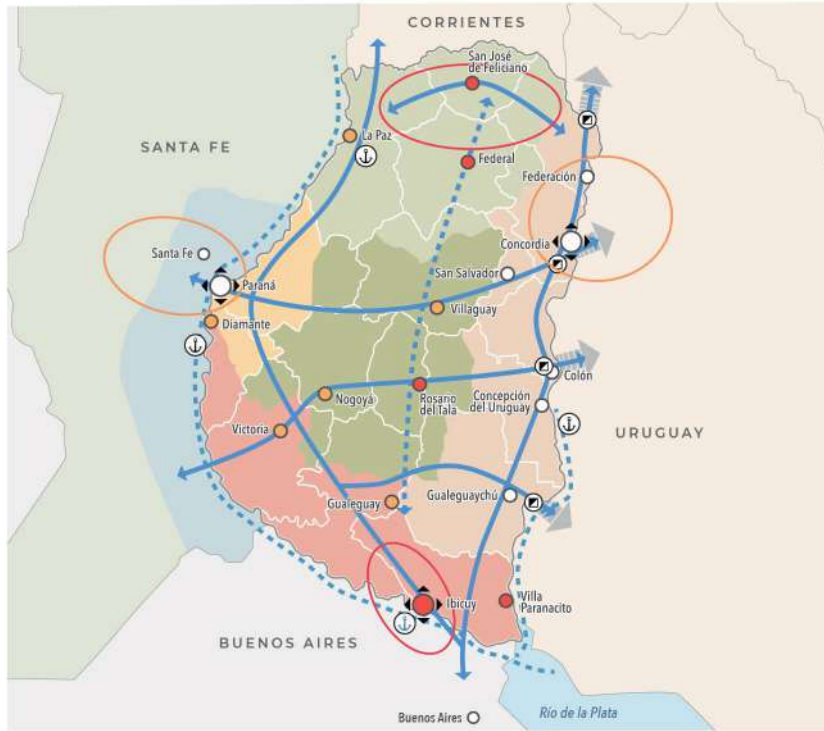 CORRIENTES
San José
de Feliciano
La Paz
SANTA FE
Federal
Federación
Santa Fe
Concordia
San Salvador
Paraná
Villaguay
Diamante
Colón
Nogoyá
Rosario
del Tala
Concepción
del Uruguay
Victoria
URUGUAY
Gualeguay
Gualeguaychú
Ibicuy
Villa
Paranacito
BUENOS AIRES
Buenos Aires
Río de la Plata